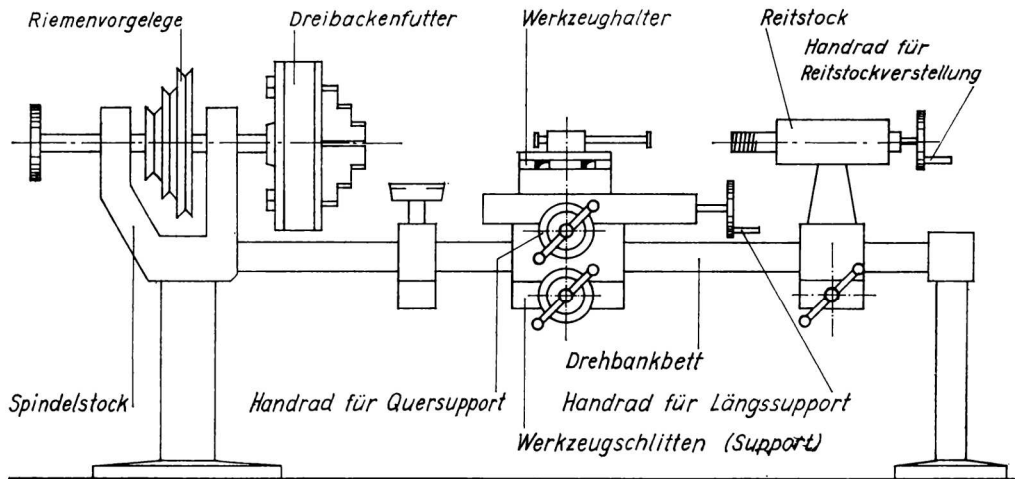 Riemenvorgelege
Dreibackenfutter
Werkzeughalter
Reitstock
Handrad für
Reitstockverstellung
Drehbankbett
Spindelstock
Handrad für Quersupport
Handrad für Längssupport
Werkzeugschlitten (Support)